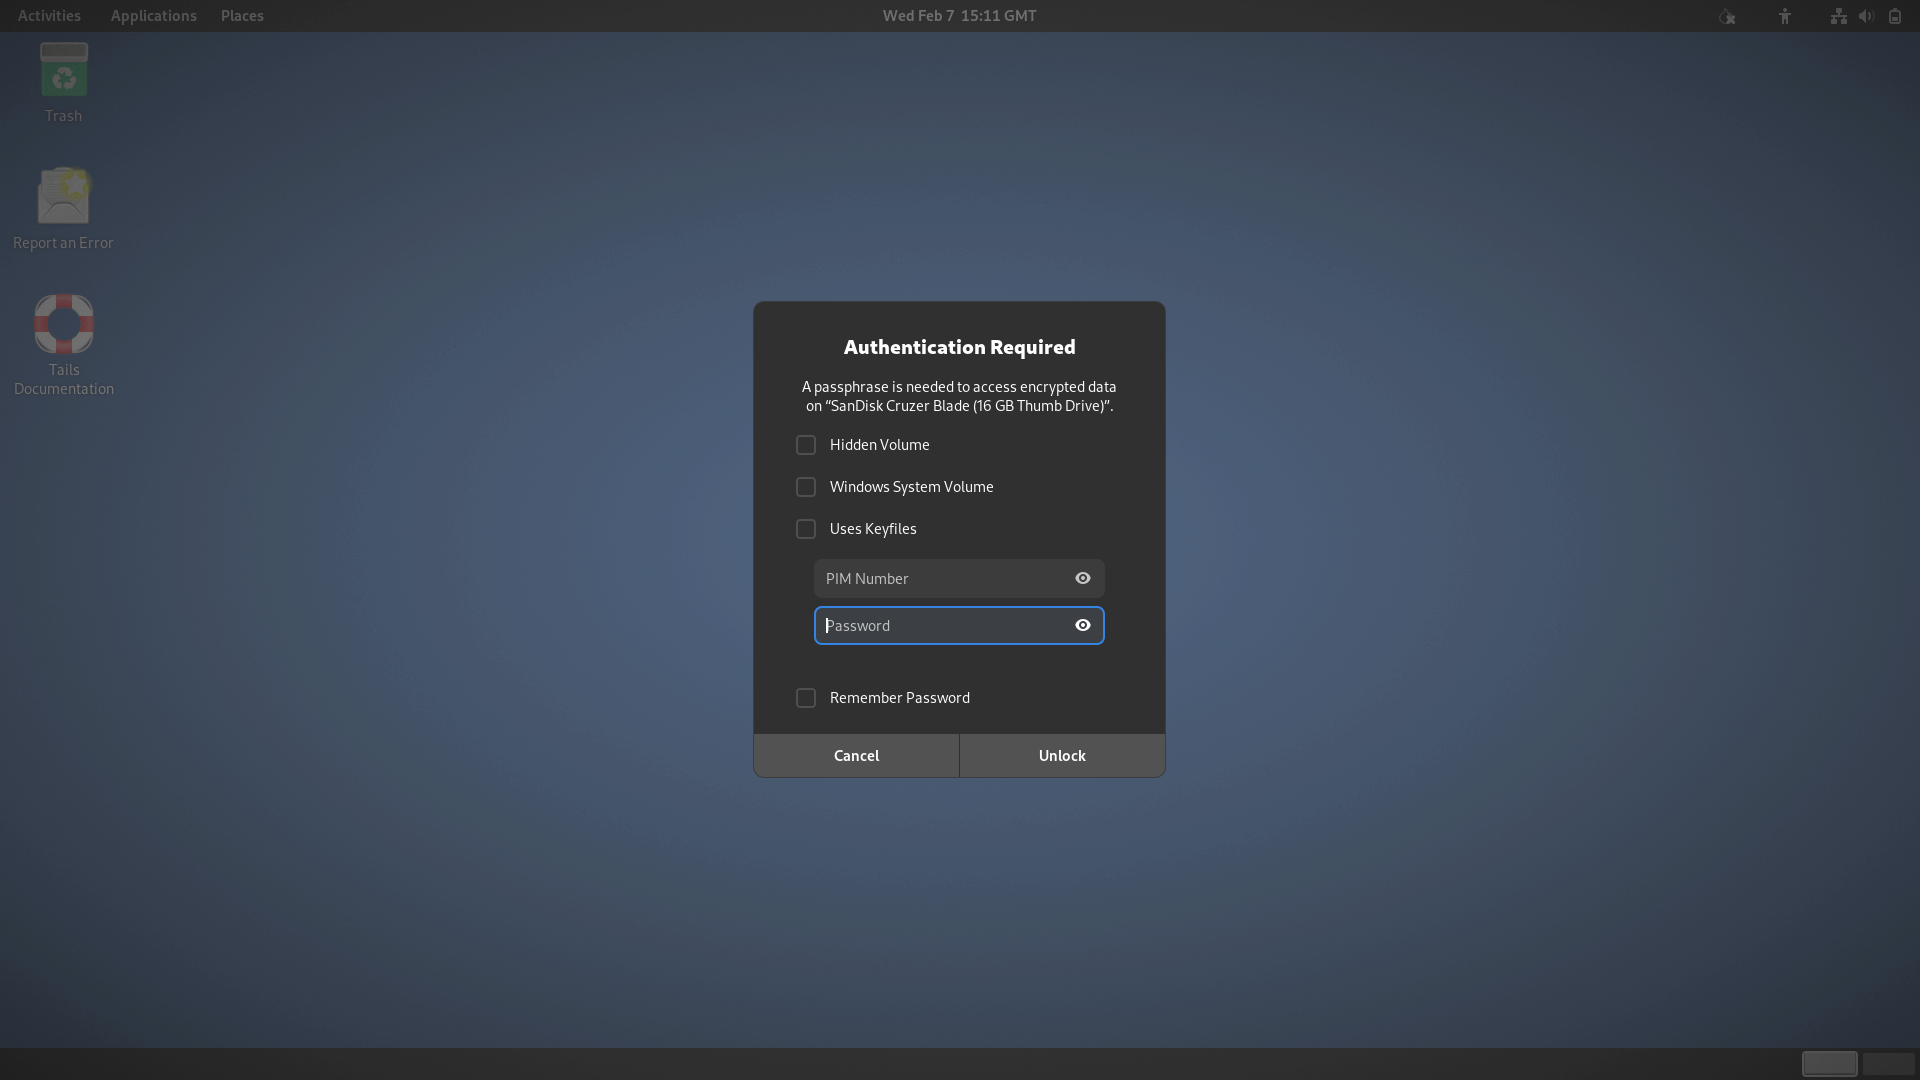 Activities Applications Places Wed Feb 7 15:11 GMT
Trash
Report an Error
Tails
Documentation
Authentication Required
A passphrase is needed to access encrypted data
on “SanDisk Cruzer Blade (16 GB Thumb Drive)”.
Hidden Volume
Windows System Volume
Uses Keyfiles
PIM Number
Password
Remember Password
Cancel Unlock